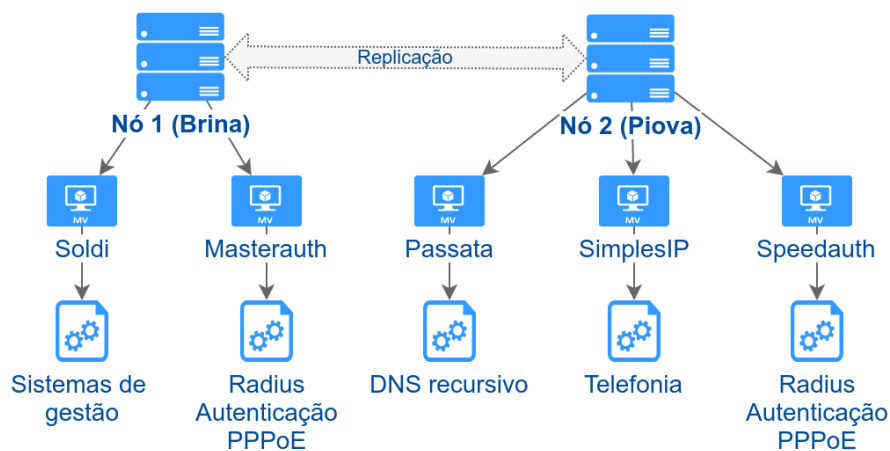 Replicação
Nó 1 (Brina)
Nó 2 (Piova)
MV
MV
MV
MV
MV
Soldi
Masterauth
Passata
SimplesIP
Speedauth
Sistemas de
gestão
Radius
Autenticação
PPPoE
DNS recursivo
Telefonia
Radius
Autenticação
PPPoE